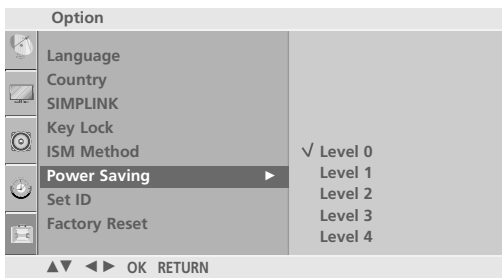 Option
Language
Country
SIMPLINK
Key Lock
ISM Method
Power Saving ►
Set ID
Factory Reset
√ Level 0
Level 1
Level 2
Level 3
Level 4
▲▼ ◄► OK RETURN